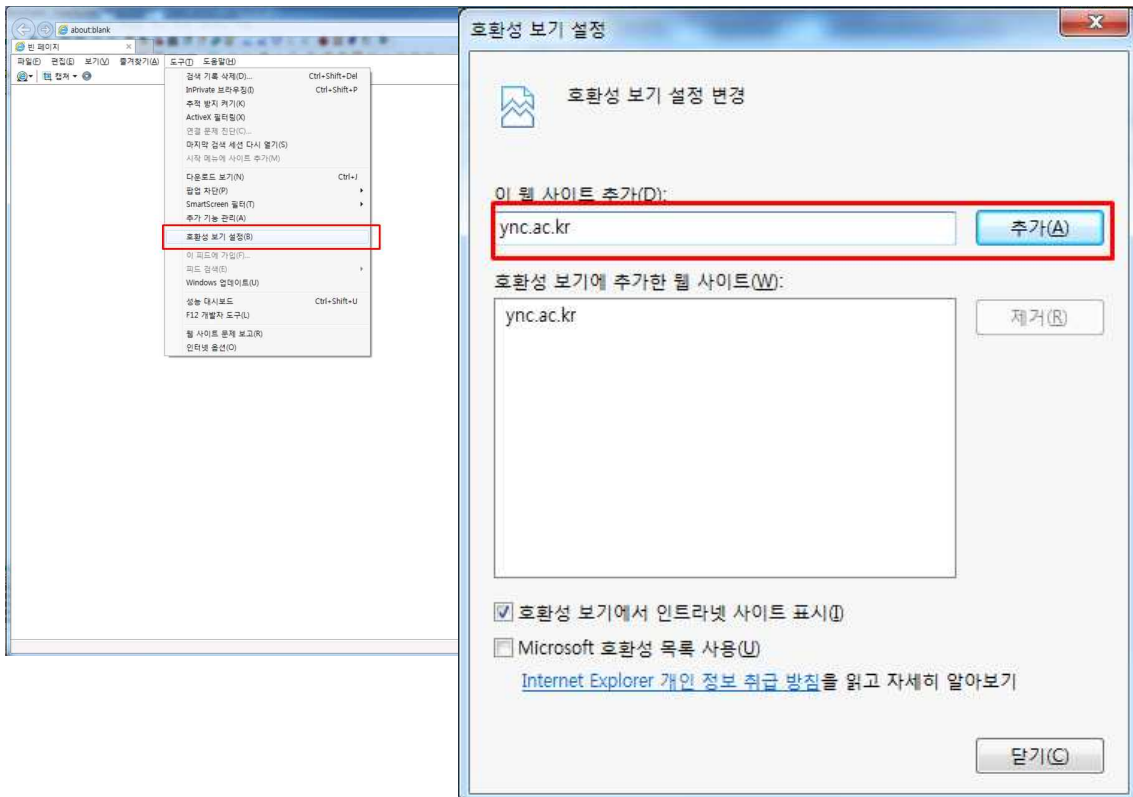 about:blank
빈 페이지
파일(F) 편집(E) 보기(V) 즐겨찾기(A) 도구(T) 도움말(H)
캡처
검색 기록 삭제(D)... Ctrl+Shift+Del
InPrivate 브라우징(I) Ctrl+Shift+P
추적 방지 켜기(K)
ActiveX 필터링(X)
연결 문제 진단(C)...
마지막 검색 세션 다시 열기(S)
시작 메뉴에 사이트 추가(M)
다운로드 보기(N) Ctrl+J
팝업 차단(P)
SmartScreen 필터(T)
추가 기능 관리(A)
호환성 보기 설정(B)
이 피드에 가입(F)...
피드 검색(E)
Windows 업데이트(U)
성능 대시보드 Ctrl+Shift+U
F12 개발자 도구(L)
웹 사이트 문제 보고(R)
인터넷 옵션(O)
호환성 보기 설정
호환성 보기 설정 변경
이 웹 사이트 추가(D):
ync.ac.kr 추가(A)
호환성 보기에 추가한 웹 사이트(W):
ync.ac.kr 제거(R)
호환성 보기에서 인트라넷 사이트 표시(I)
Microsoft 호환성 목록 사용(U)
Internet Explorer 개인 정보 취급 방침을 읽고 자세히 알아보기
닫기(C)